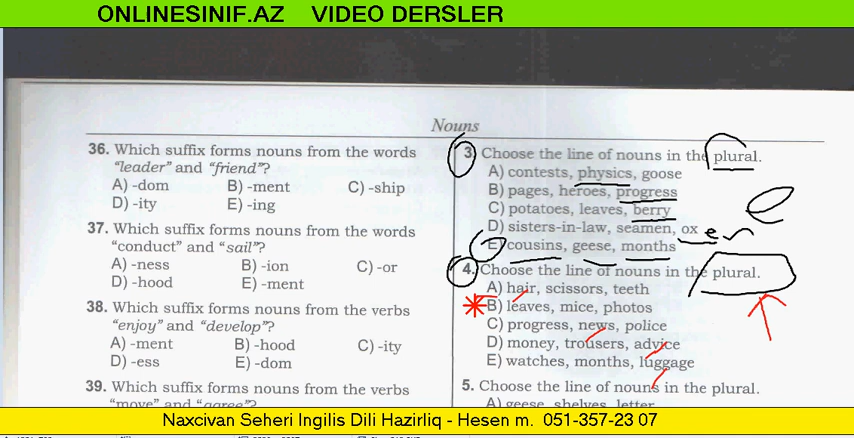 ONLINESINIF.AZ VIDEO DERSLER
Nouns
36. Which suffix forms nouns from the words
"leader" and "friend"?
A) -dom B) -ment C) -ship
D) -ity E) -ing
37. Which suffix forms nouns from the words
"conduct" and "sail"?
A) -ness B) -ion C) -or
D) -hood E) -ment
38. Which suffix forms nouns from the verbs
"enjoy" and "develop"?
A) -ment B) -hood C) -ity
D) -ess E) -dom
39. Which suffix forms nouns from the verbs
"move" and "agree"?
3. Choose the line of nouns in the plural.
A) contests, physics, goose
B) pages, heroes, progress
C) potatoes, leaves, berry
D) sisters-in-law, seamen, ox
E) cousins, geese, months
4. Choose the line of nouns in the plural.
A) hair, scissors, teeth
B) leaves, mice, photos
C) progress, news, police
D) money, trousers, advice
E) watches, months, luggage
5. Choose the line of nouns in the plural.
A) geese, shelves, letter
Naxcivan Seheri Ingilis Dili Hazirliq - Hesen m. 051-357-23 07